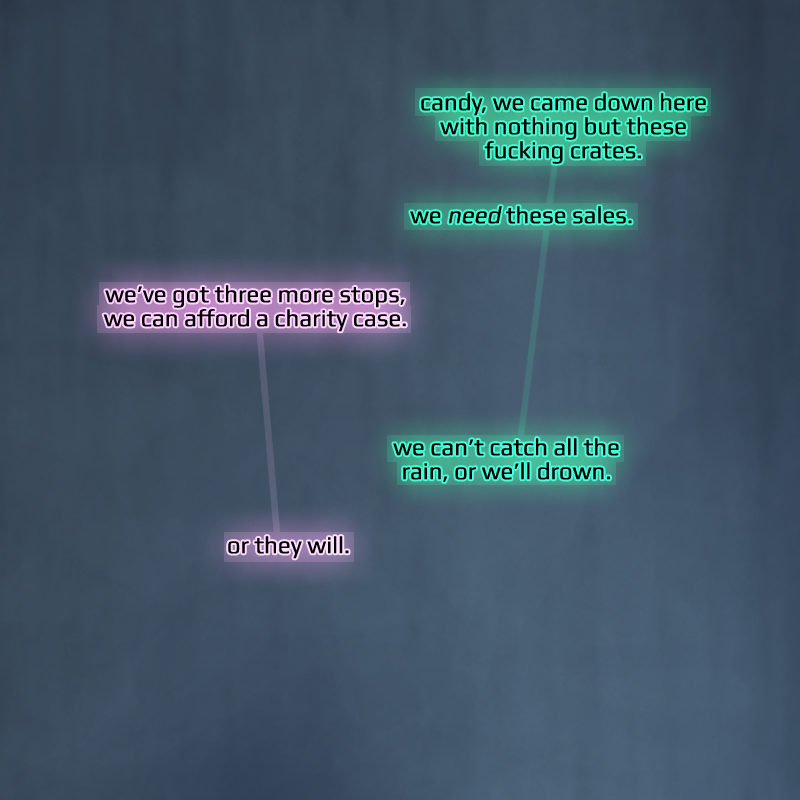 candy, we came down here
with nothing but these
fucking crates.
we need these sales.
we’ve got three more stops,
we can afford a charity case.
we can’t catch all the
rain, or we’ll drown.
or they will.